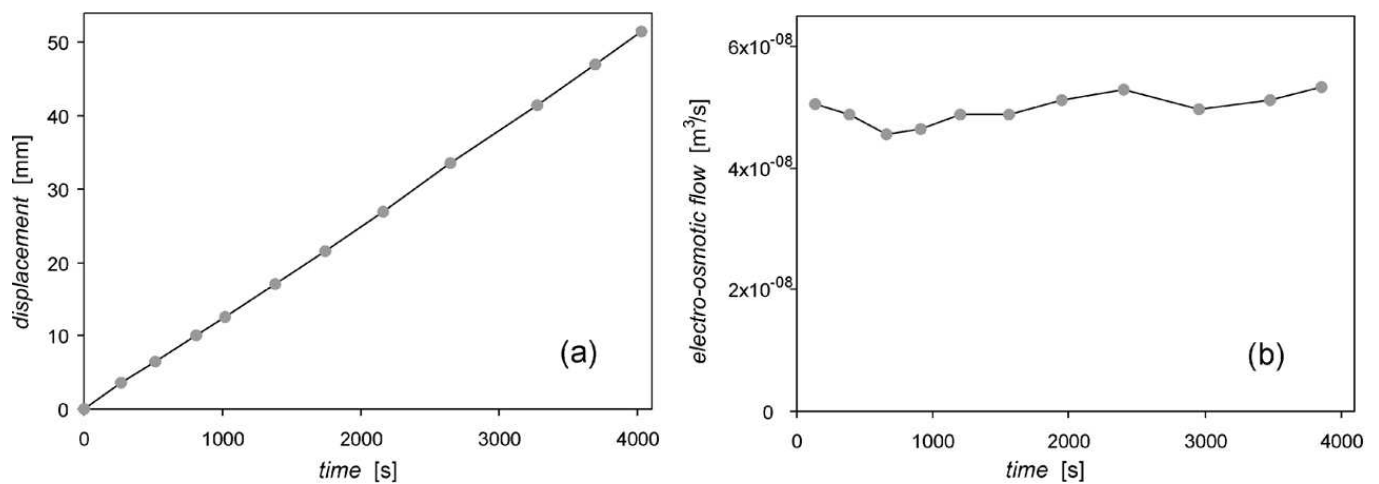 50
40
30
20
10
0
displacement [mm]
0 1000 2000 3000 4000
time [s]
(a)
6x10-08
4x10-08
2x10-08
0
electro-osmotic flow [m3/s]
0 1000 2000 3000 4000
time [s]
(b)